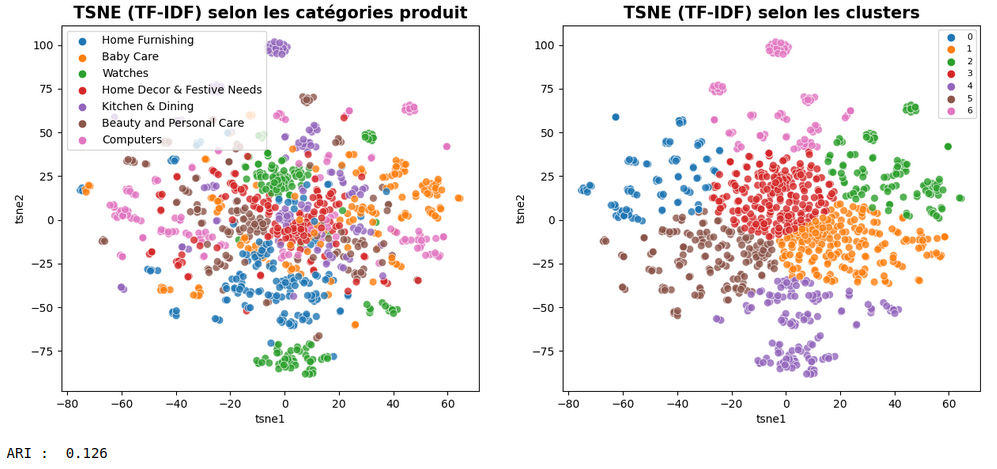 TSNE (TF-IDF) selon les catégories produit
Home Furnishing
Baby Care
Watches
Home Decor & Festive Needs
Kitchen & Dining
Beauty and Personal Care
Computers
100
75
50
25
0
−25
−50
−75
tsne2
−80 −60 −40 −20 0 20 40 60
tsne1
TSNE (TF-IDF) selon les clusters
0
1
2
3
4
5
6
100
75
50
25
0
−25
−50
−75
tsne2
−80 −60 −40 −20 0 20 40 60
tsne1
ARI : 0.126